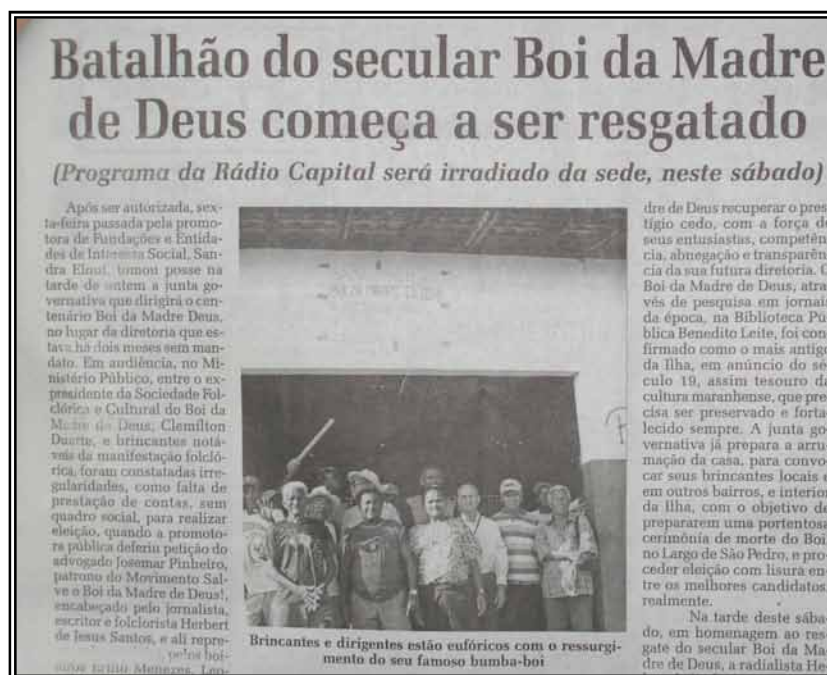 Batalhão do secular Boi da Madre
de Deus começa a ser resgatado
(Programa da Rádio Capital será irradiado da sede, neste sábado)
Após ser autorizada, sex-
ta-feira passada pela promo-
tora de Fundações e Entida-
des de Interesse Social, San-
dra Elouf, tomou posse na
tarde de ontem a junta go-
vernativa que dirigirá o cen-
tenário Boi da Madre Deus,
no lugar da diretoria que es-
tava há dois meses sem man-
dato. Em audiência, no Mi-
nistério Público, entre o ex-
presidente da Sociedade Fol-
clórica e Cultural do Boi da
Madre de Deus, Clemilton
Duarte, e brincantes notá-
veis da manifestação folcló-
rica, foram constatadas irre-
gularidades, como falta de
prestação de contas, sem
quadro social, para realizar
eleição, quando a promoto-
ra pública deferiu petição do
advogado Josemar Pinheiro,
patrono do Movimento Sal-
ve o Boi da Madre de Deus!,
encabeçado pelo jornalista,
escritor e folclorista Herbert
de Jesus Santos, e ali repre-
pelos boi-
Menezes, Leo-
Brincantes e dirigentes estão eufóricos com o ressurgi-
mento do seu famoso bumba-boi
dre de Deus recuperar o pres-
tígio cedo, com a força de
seus entusiastas, competên-
cia, abnegação e transparên-
cia da sua futura diretoria. O
Boi da Madre de Deus, atra-
vés de pesquisa em jornais
da época, na Biblioteca Pú-
blica Benedito Leite, foi con-
firmado como o mais antigo
da Ilha, em anúncio do sé-
culo 19, assim tesouro da
cultura maranhense, que pre-
cisa ser preservado e forta-
lecido sempre. A junta go-
vernativa já prepara a arru-
mação da casa, para convo-
car seus brincantes locais e
em outros bairros, e interior
da Ilha, com o objetivo de
prepararem uma portentosa
cerimônia de morte do Boi,
no Largo de São Pedro, e pro-
ceder eleição com lisura en-
tre os melhores candidatos,
realmente.
Na tarde deste sába-
do, em homenagem ao res-
gate do secular Boi da Ma-
dre de Deus, a radialista He-